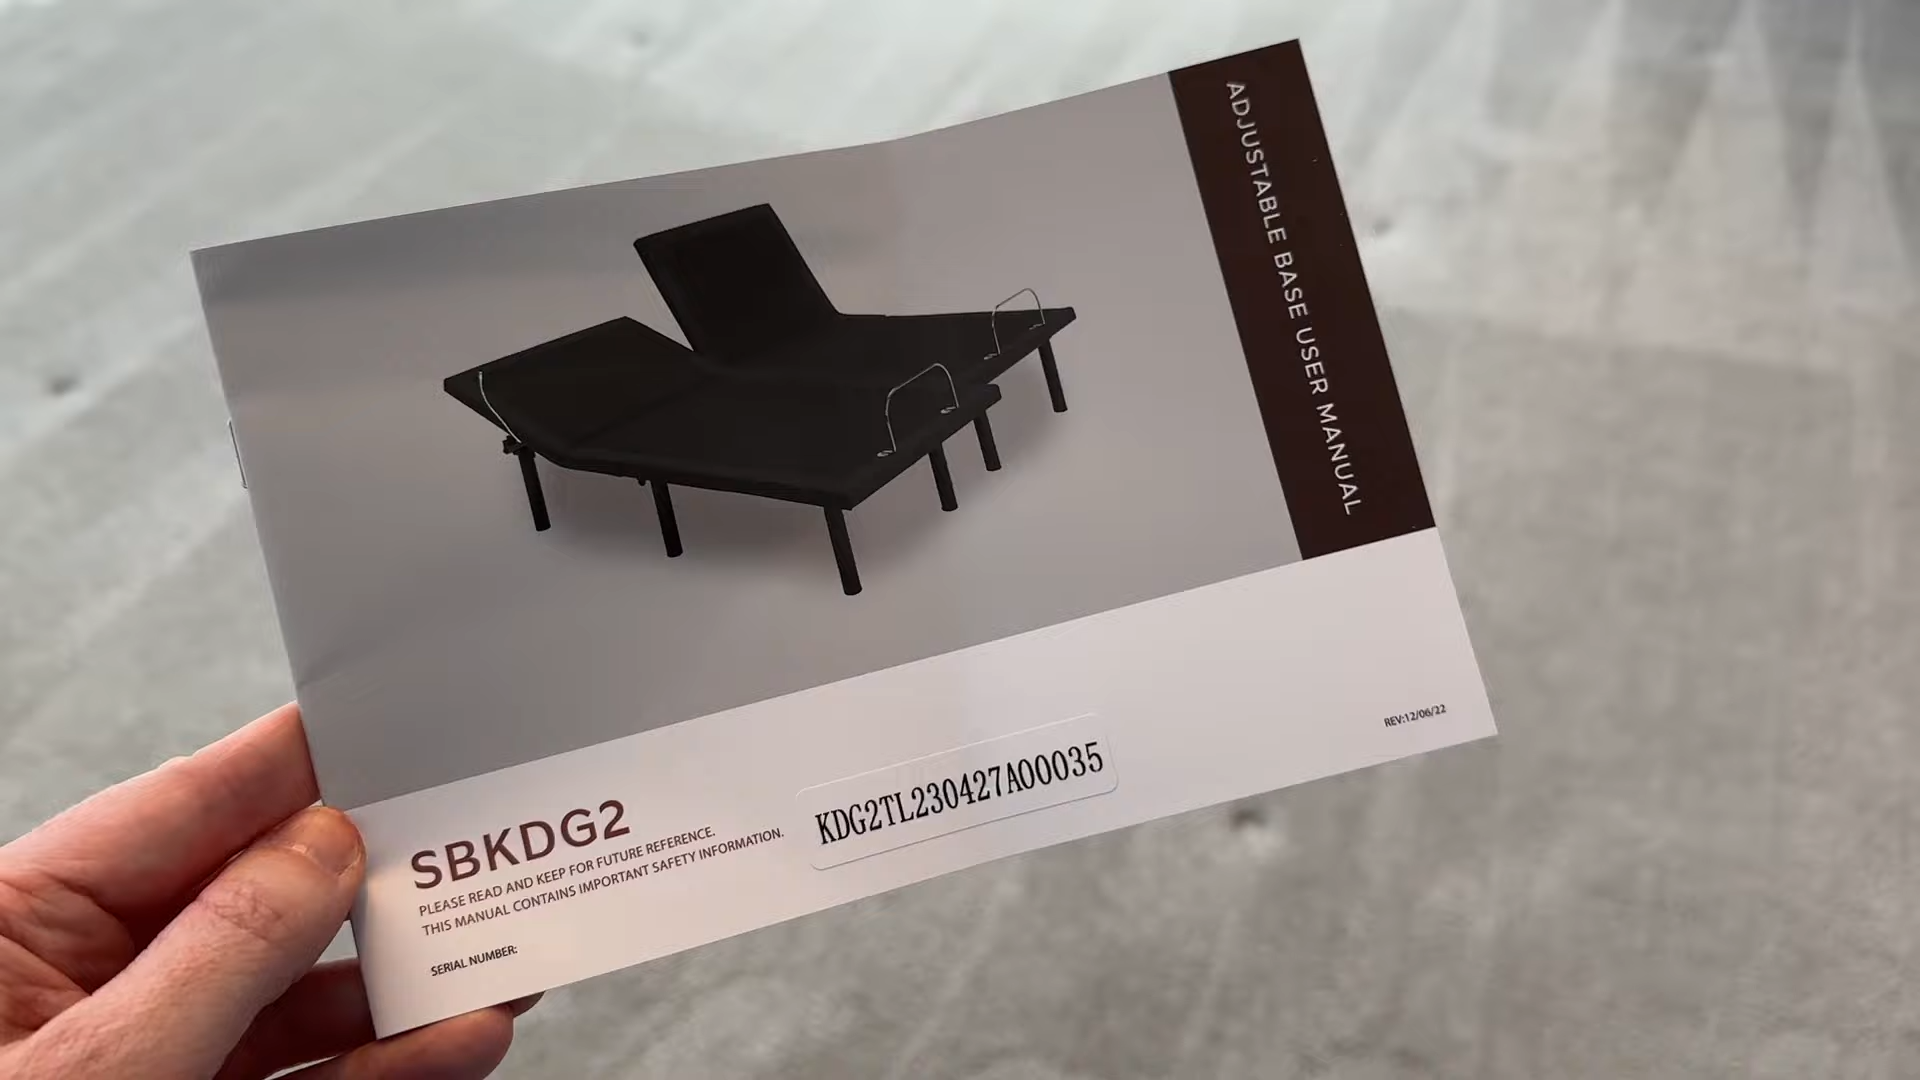 ADJUSTABLE BASE USER MANUAL
REV:12/06/22
KDG2TL230427A00035
SBKDG2
PLEASE READ AND KEEP FOR FUTURE REFERENCE.
THIS MANUAL CONTAINS IMPORTANT SAFETY INFORMATION.
SERIAL NUMBER: